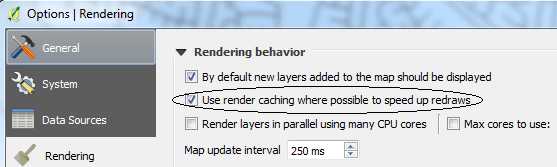 Options | Rendering
General
System
Data Sources
Rendering
Rendering behavior
By default new layers added to the map should be displayed
Use render caching where possible to speed up redraws
Render layers in parallel using many CPU cores
Max cores to use:
Map update interval 250 ms